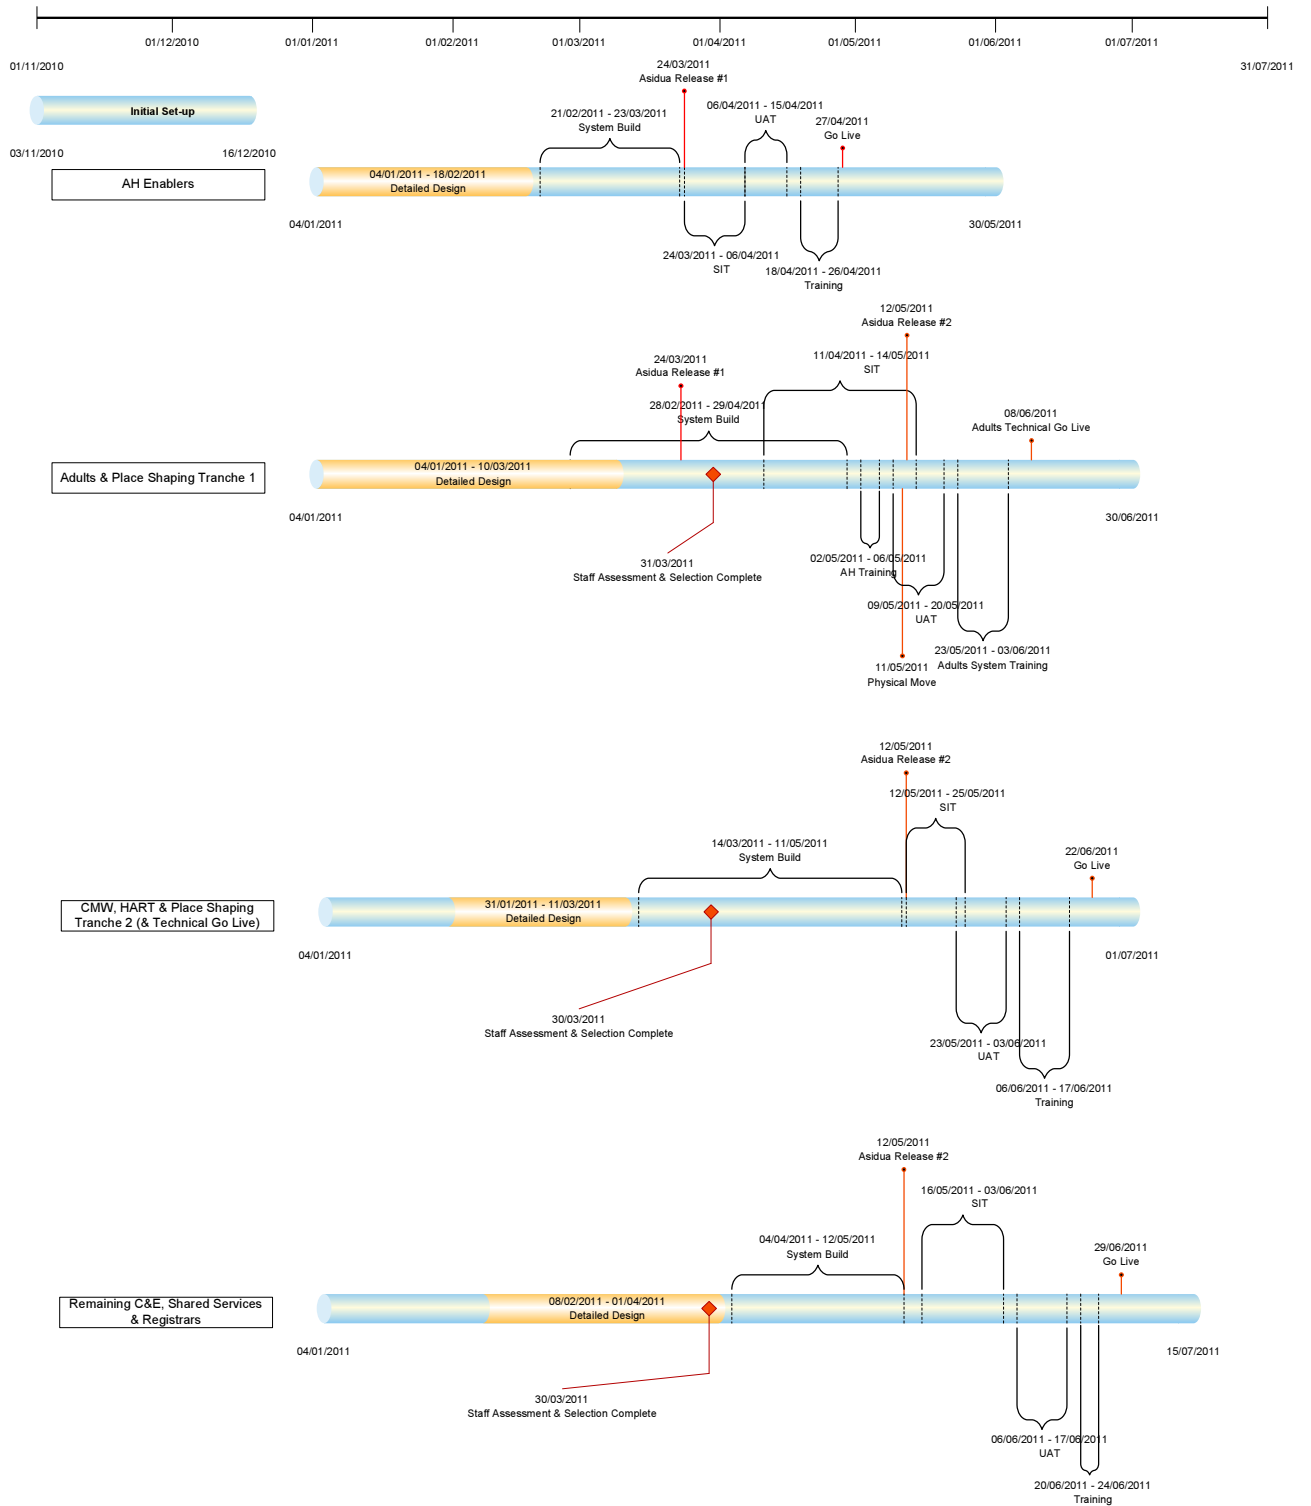 01/12/2010
01/01/2011
01/02/2011
01/03/2011
01/04/2011
01/05/2011
01/06/2011
01/07/2011
01/11/2010
31/07/2011
Initial Set-up
03/11/2010
16/12/2010
24/03/2011
Asidua Release #1
21/02/2011 - 23/03/2011
System Build
06/04/2011 - 15/04/2011
UAT
27/04/2011
Go Live
AH Enablers
04/01/2011 - 18/02/2011
Detailed Design
04/01/2011
30/05/2011
24/03/2011 - 06/04/2011
SIT
18/04/2011 - 26/04/2011
Training
12/05/2011
Asidua Release #2
24/03/2011
Asidua Release #1
11/04/2011 - 14/05/2011
SIT
28/02/2011 - 29/04/2011
System Build
08/06/2011
Adults Technical Go Live
Adults & Place Shaping Tranche 1
04/01/2011 - 10/03/2011
Detailed Design
04/01/2011
30/06/2011
31/03/2011
Staff Assessment & Selection Complete
02/05/2011 - 06/05/2011
AH Training
09/05/2011 - 20/05/2011
UAT
23/05/2011 - 03/06/2011
Adults System Training
11/05/2011
Physical Move
12/05/2011
Asidua Release #2
12/05/2011 - 25/05/2011
SIT
14/03/2011 - 11/05/2011
System Build
22/06/2011
Go Live
CMW, HART & Place Shaping
Tranche 2 (& Technical Go Live)
31/01/2011 - 11/03/2011
Detailed Design
04/01/2011
01/07/2011
30/03/2011
Staff Assessment & Selection Complete
23/05/2011 - 03/06/2011
UAT
06/06/2011 - 17/06/2011
Training
12/05/2011
Asidua Release #2
16/05/2011 - 03/06/2011
SIT
04/04/2011 - 12/05/2011
System Build
29/06/2011
Go Live
Remaining C&E, Shared Services
& Registrars
08/02/2011 - 01/04/2011
Detailed Design
04/01/2011
15/07/2011
30/03/2011
Staff Assessment & Selection Complete
06/06/2011 - 17/06/2011
UAT
20/06/2011 - 24/06/2011
Training